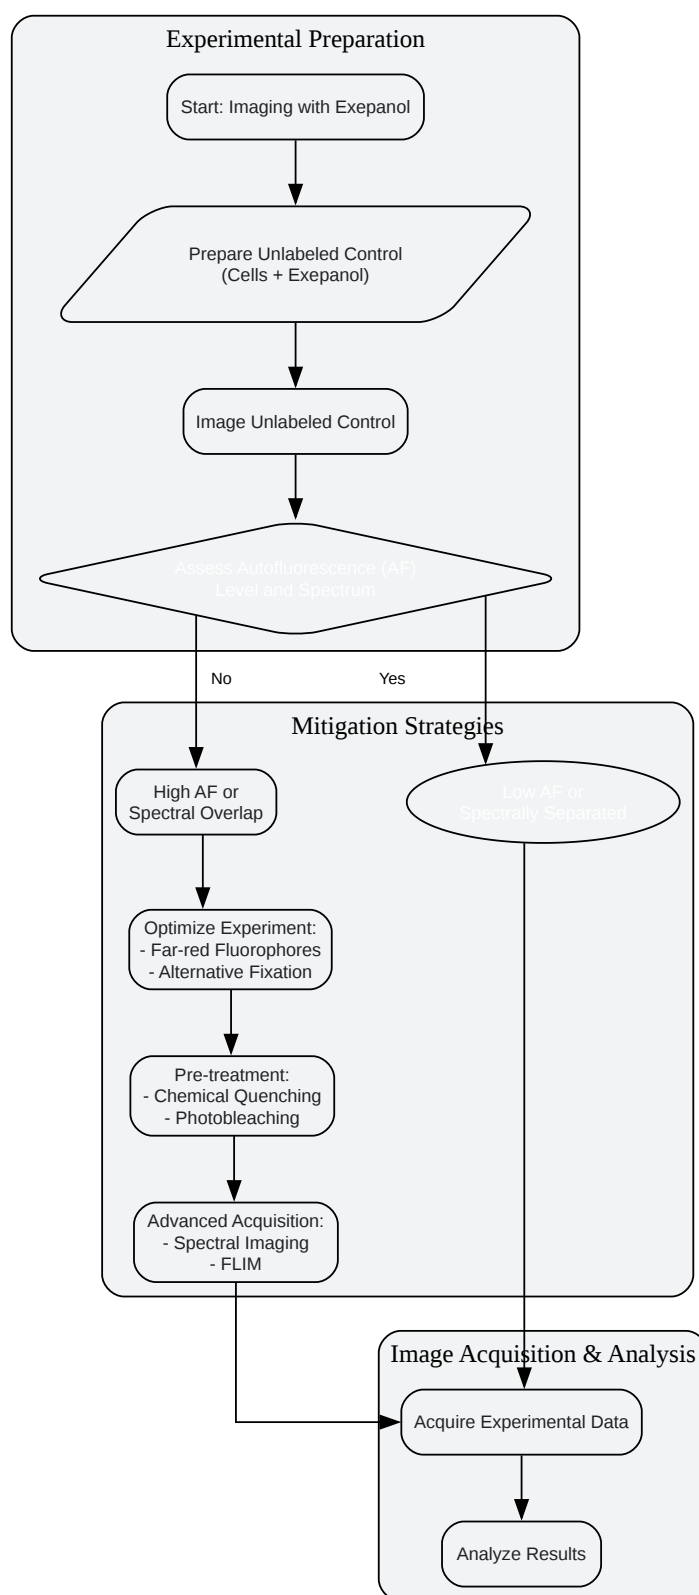 Experimental Preparation
Start: Imaging with Exepanol
Prepare Unlabeled Control
(Cells + Exepanol)
Image Unlabeled Control
Assess Autofluorescence (AF)
Level and Spectrum
No
Yes
Mitigation Strategies
High AF or
Spectral Overlap
Low AF or
Spectrally Separated
Optimize Experiment:
- Far-red Fluorophores
- Alternative Fixation
Pre-treatment:
- Chemical Quenching
- Photobleaching
Advanced Acquisition:
- Spectral Imaging
- FLIM
Image Acquisition & Analysis
Acquire Experimental Data
Analyze Results